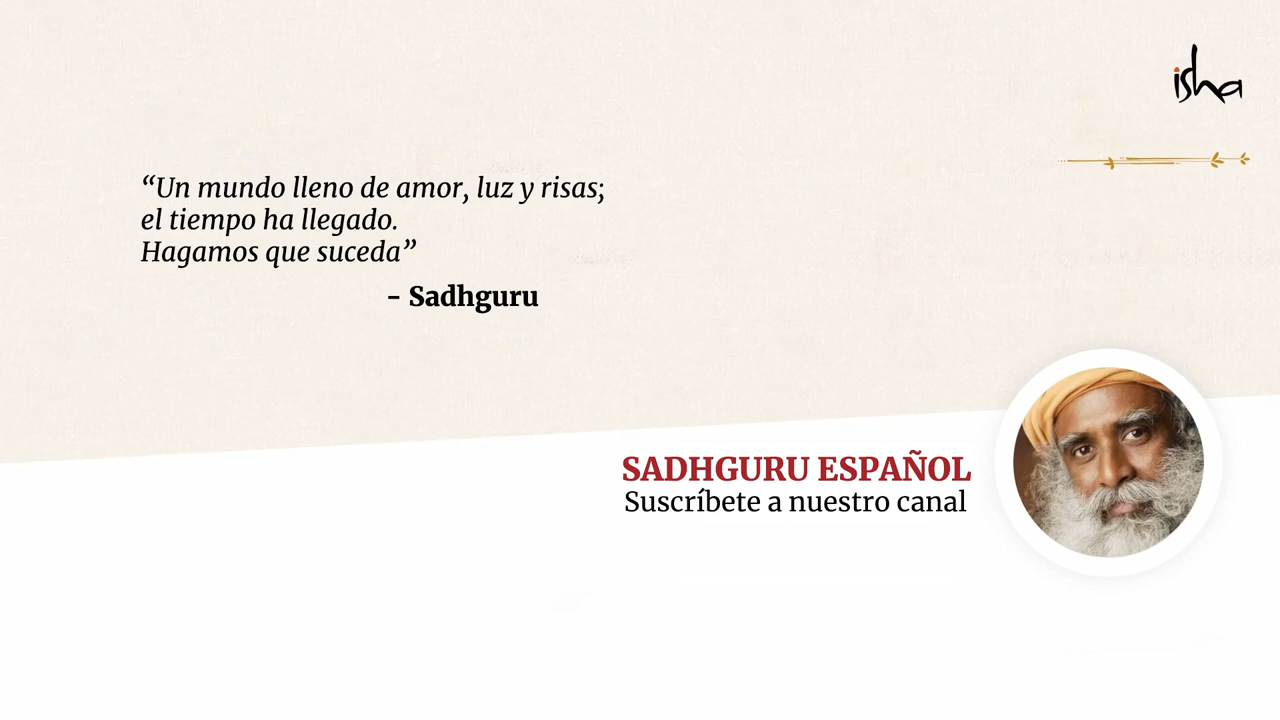 isha
“Un mundo lleno de amor, luz y risas;
el tiempo ha llegado.
Hagamos que suceda”
- Sadhguru
SADHGURU ESPAÑOL
Suscríbete a nuestro canal